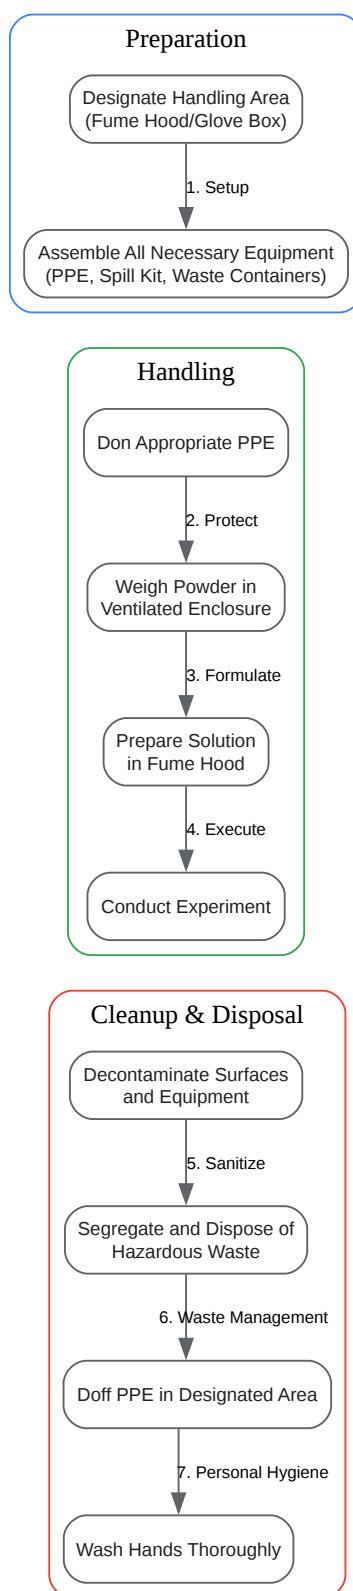 Preparation
Designate Handling Area
(Fume Hood/Glove Box)
1. Setup
Assemble All Necessary Equipment
(PPE, Spill Kit, Waste Containers)
Handling
Don Appropriate PPE
2. Protect
Weigh Powder in
Ventilated Enclosure
3. Formulate
Prepare Solution
in Fume Hood
4. Execute
Conduct Experiment
Cleanup & Disposal
Decontaminate Surfaces
and Equipment
5. Sanitize
Segregate and Dispose of
Hazardous Waste
6. Waste Management
Doff PPE in Designated Area
7. Personal Hygiene
Wash Hands Thoroughly